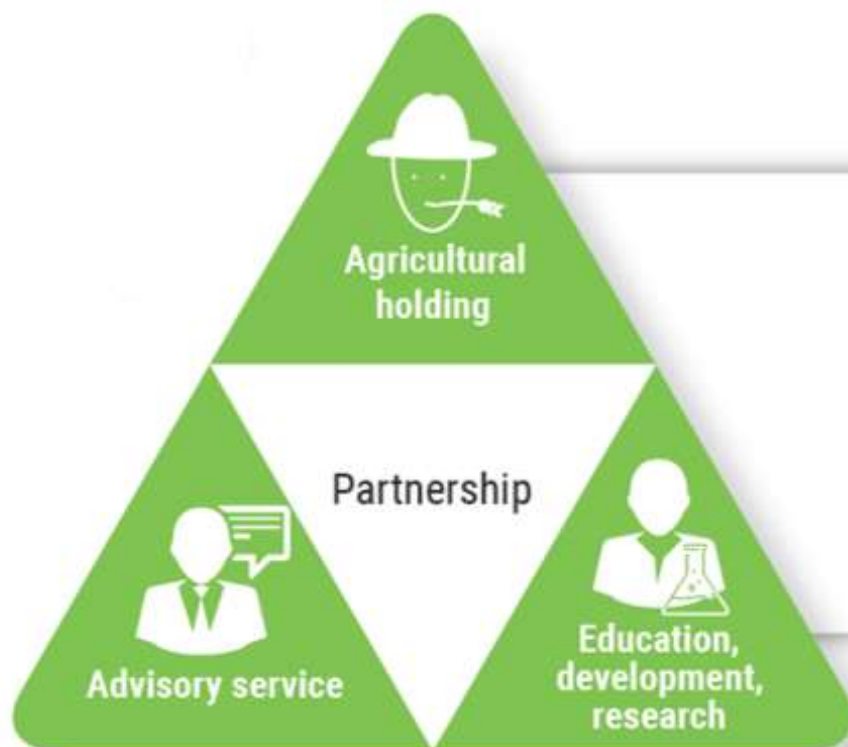 Agricultural
holding
Partnership
Advisory service
Education,
development,
research